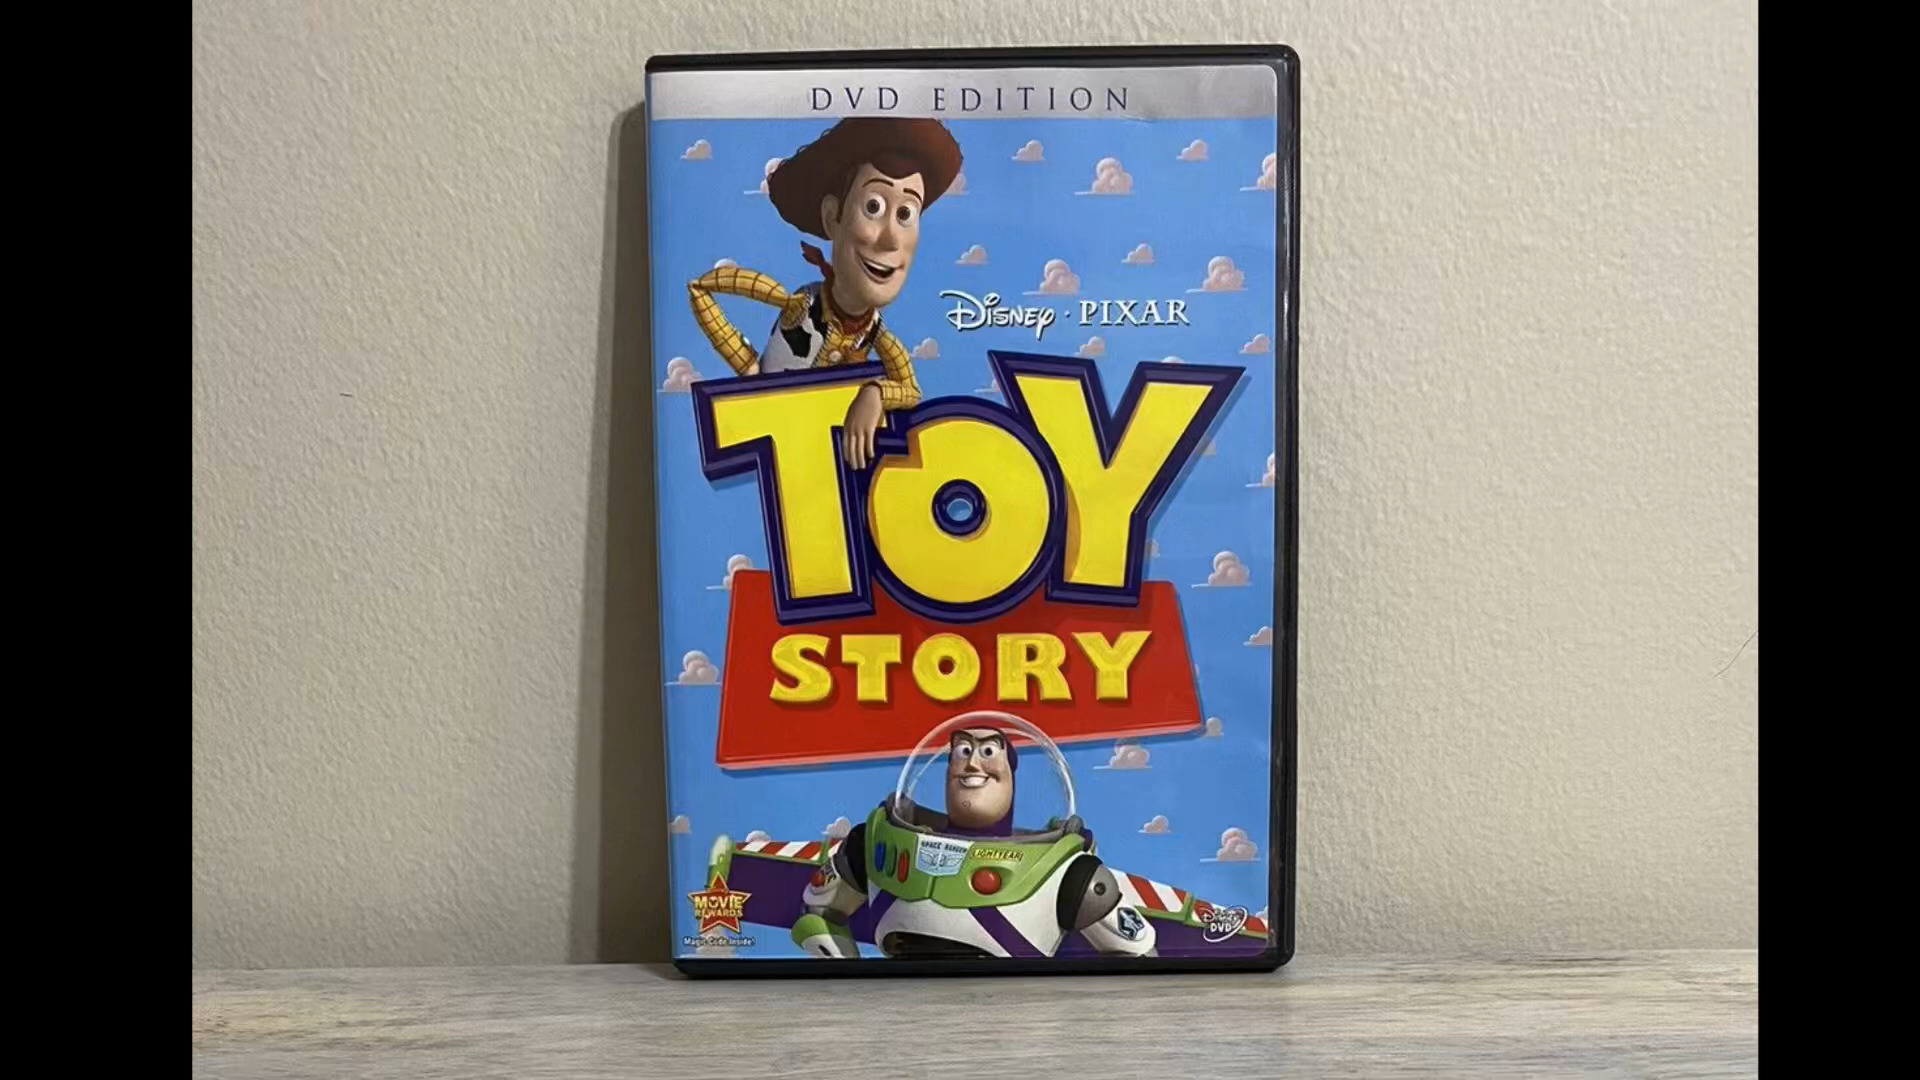 DVD EDITION
Disney · PIXAR
TOY
STORY
SPACE RANGER
LIGHTYEAR
MOVIE
REWARDS
Magic Code Inside!
Disney
DVD